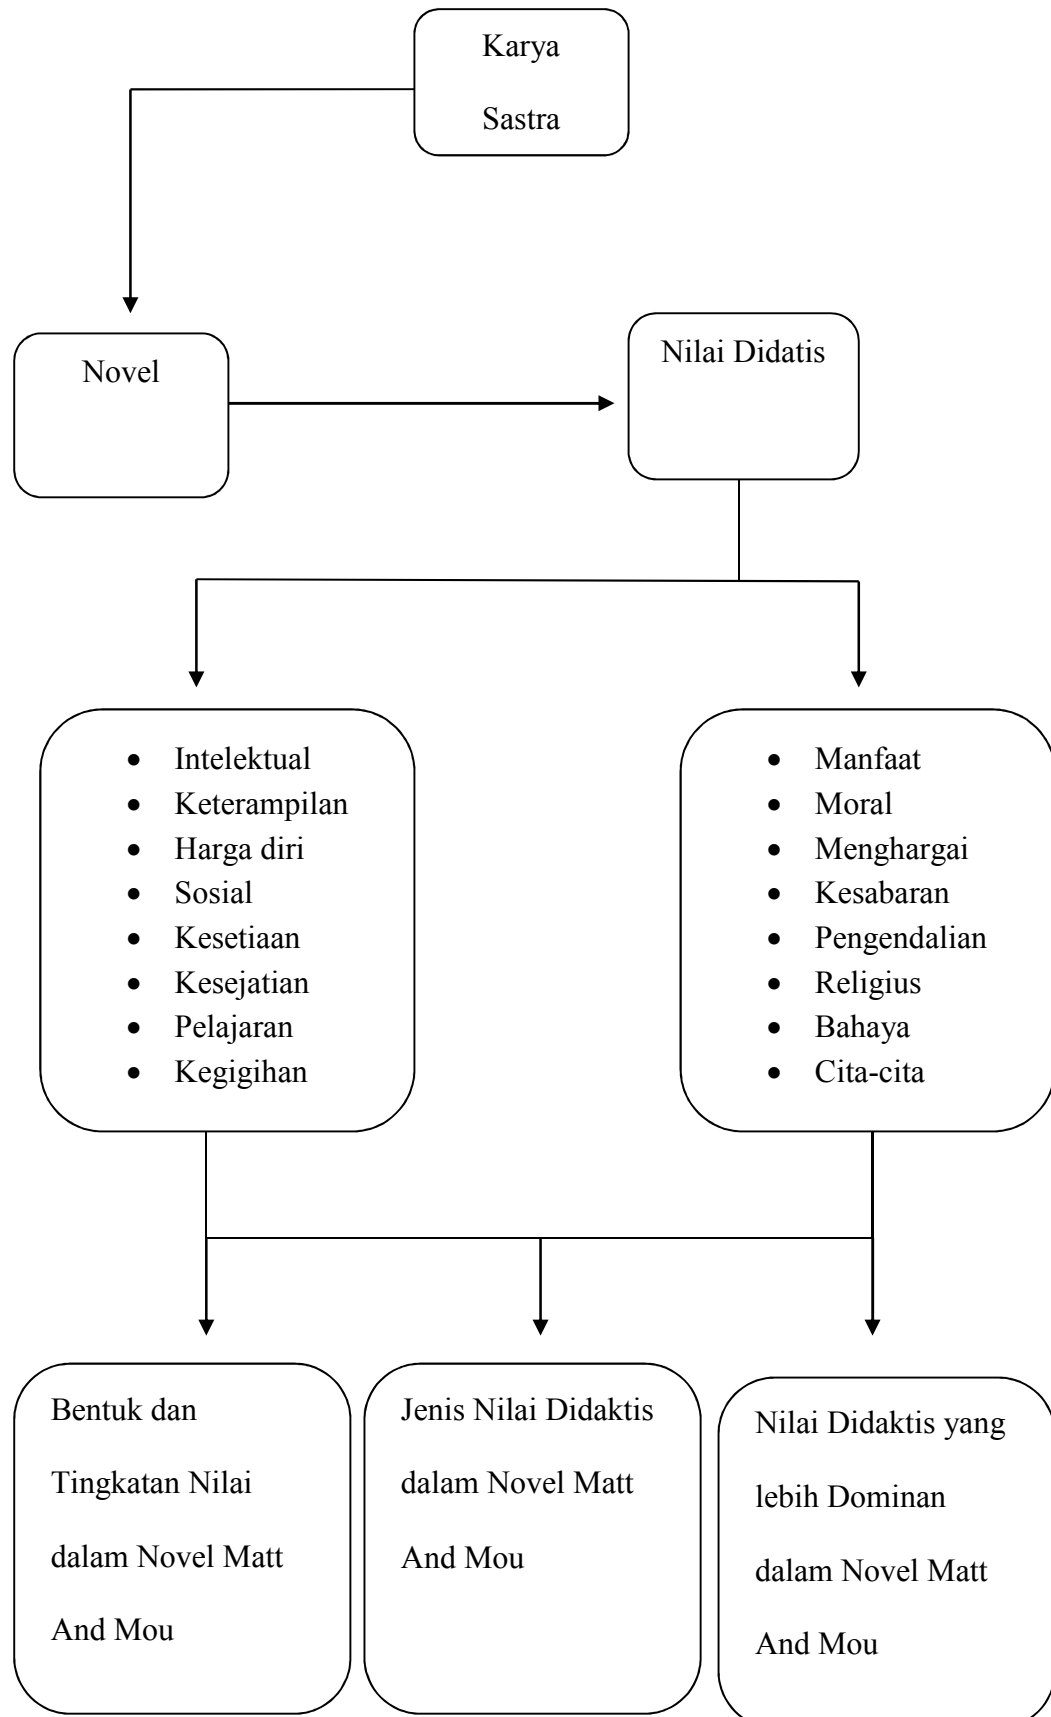 Karya
Sastra
Novel
Nilai Didatis
• Intelektual
• Keterampilan
• Harga diri
• Sosial
• Kesetiaan
• Kesejatian
• Pelajaran
• Kegigihan
• Manfaat
• Moral
• Menghargai
• Kesabaran
• Pengendalian
• Religius
• Bahaya
• Cita-cita
Bentuk dan
Tingkatan Nilai
dalam Novel Matt
And Mou
Jenis Nilai Didaktis
dalam Novel Matt
And Mou
Nilai Didaktis yang
lebih Dominan
dalam Novel Matt
And Mou